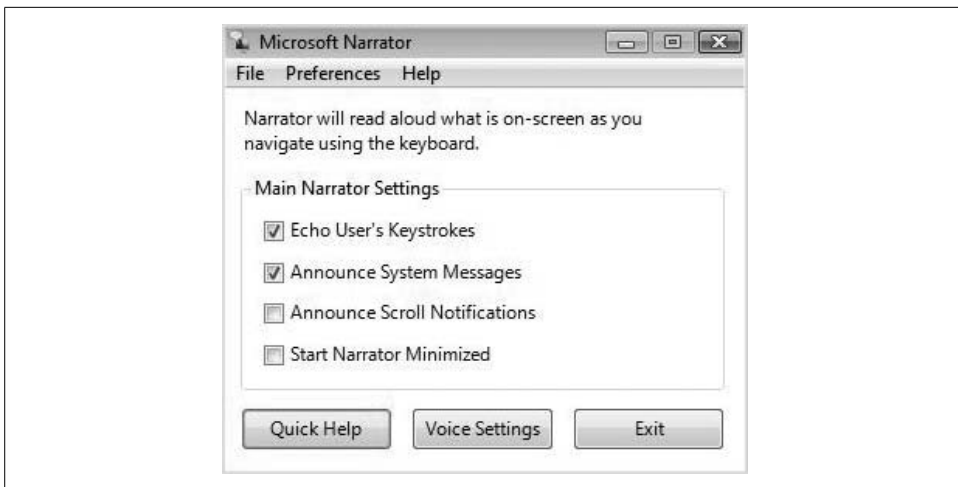 Microsoft Narrator
File Preferences Help
Narrator will read aloud what is on-screen as you
navigate using the keyboard.
Main Narrator Settings
Echo User's Keystrokes
Announce System Messages
Announce Scroll Notifications
Start Narrator Minimized
Quick Help Voice Settings Exit